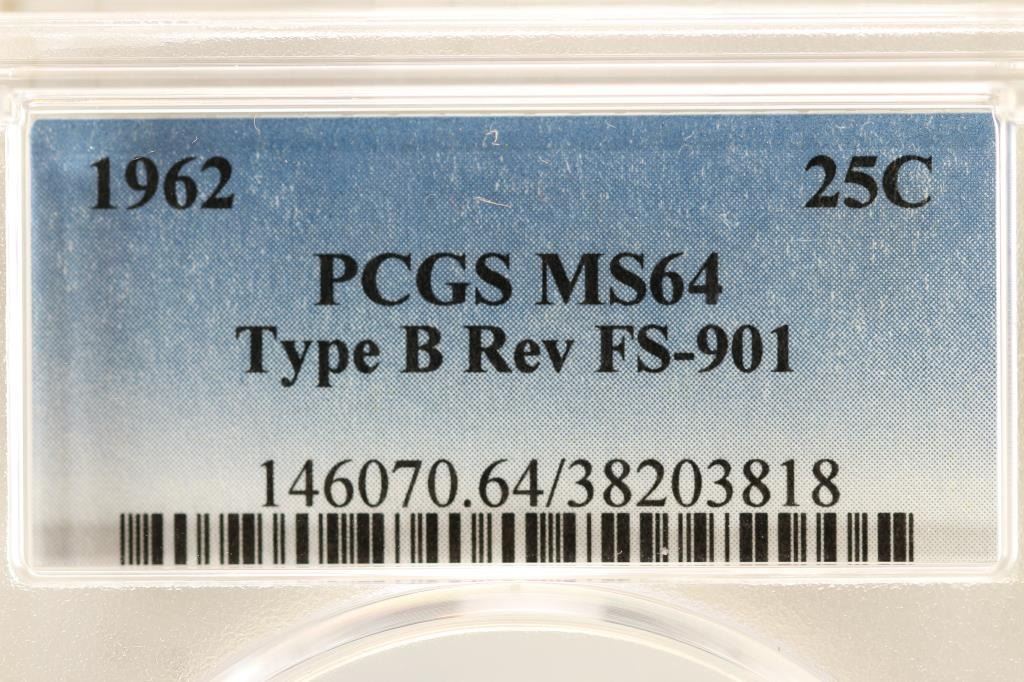 1962 25C
PCGS MS64
Type B Rev FS-901
146070.64/38203818